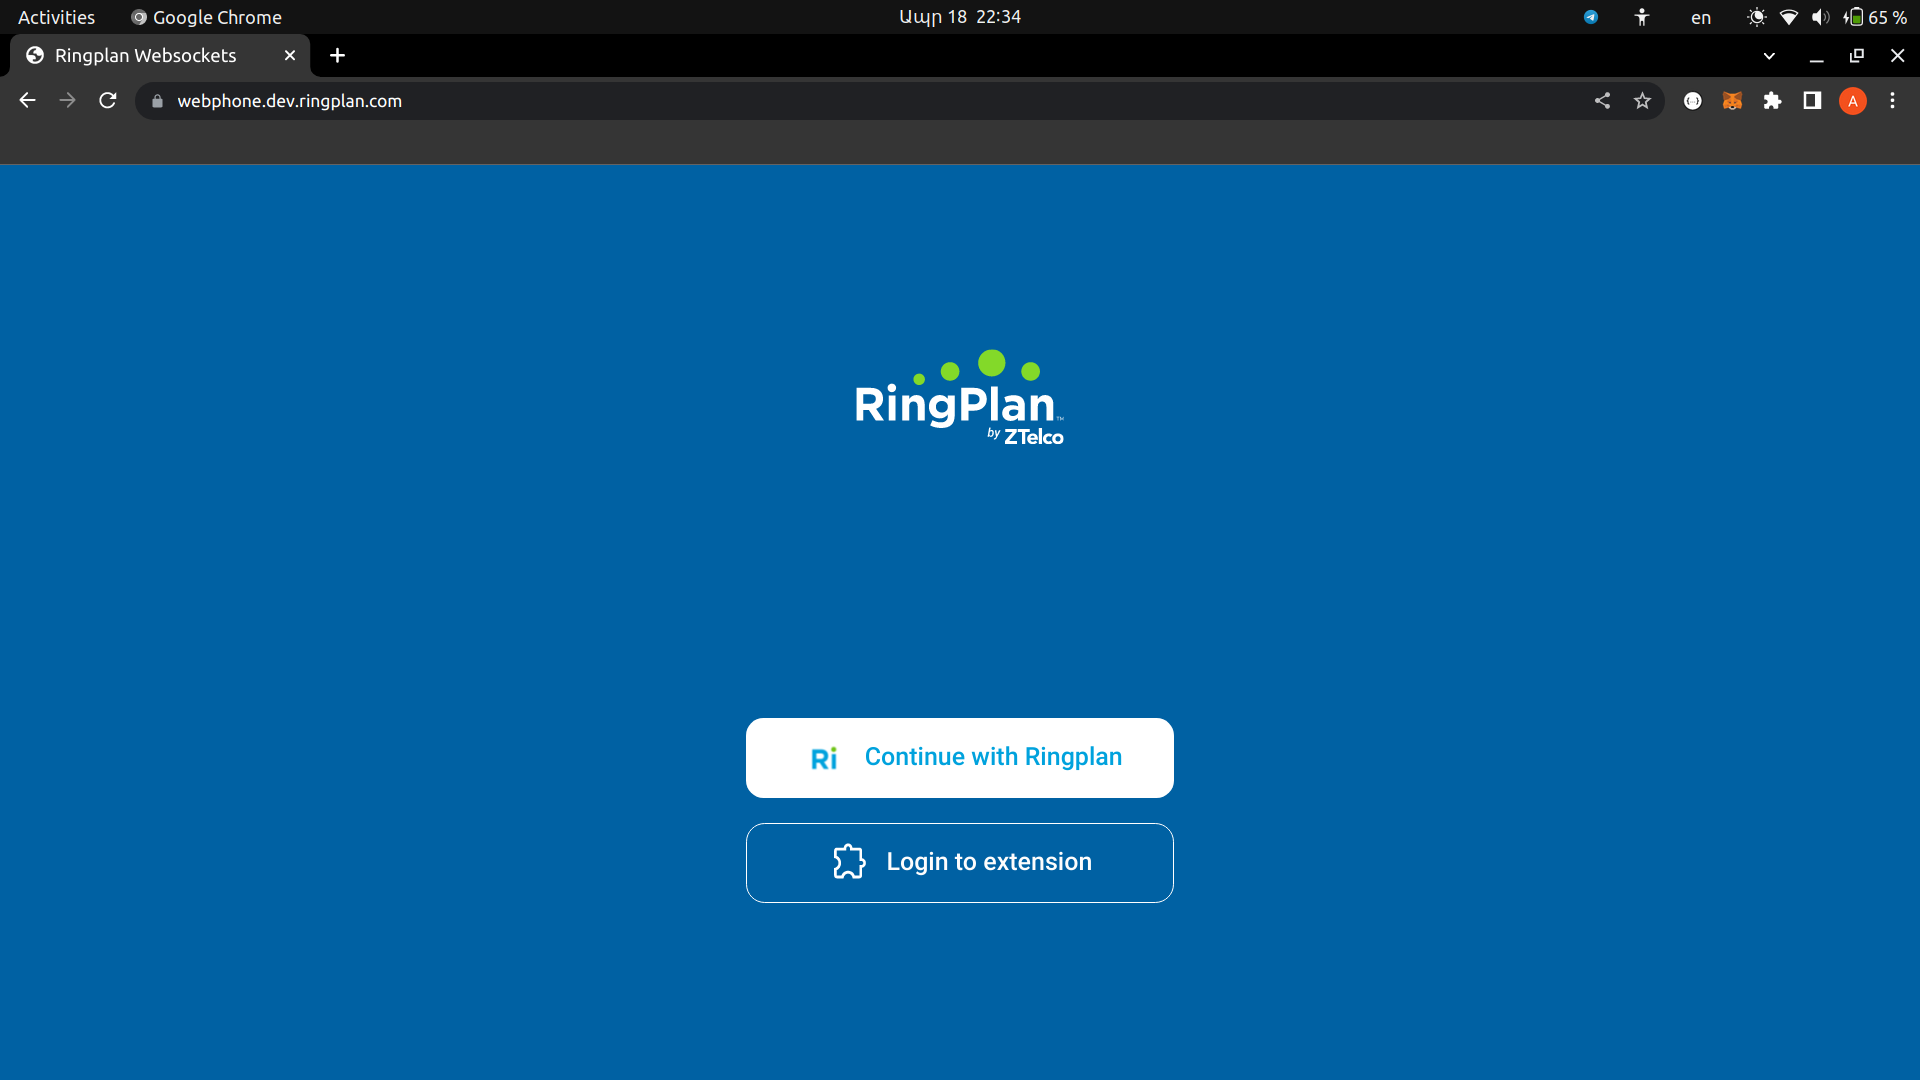 Activities
Google Chrome
Ապր 18 22:34
en
65 %
Ringplan Websockets
webphone.dev.ringplan.com
A
RingPlan™
by ZTelco
Ri Continue with Ringplan
Login to extension